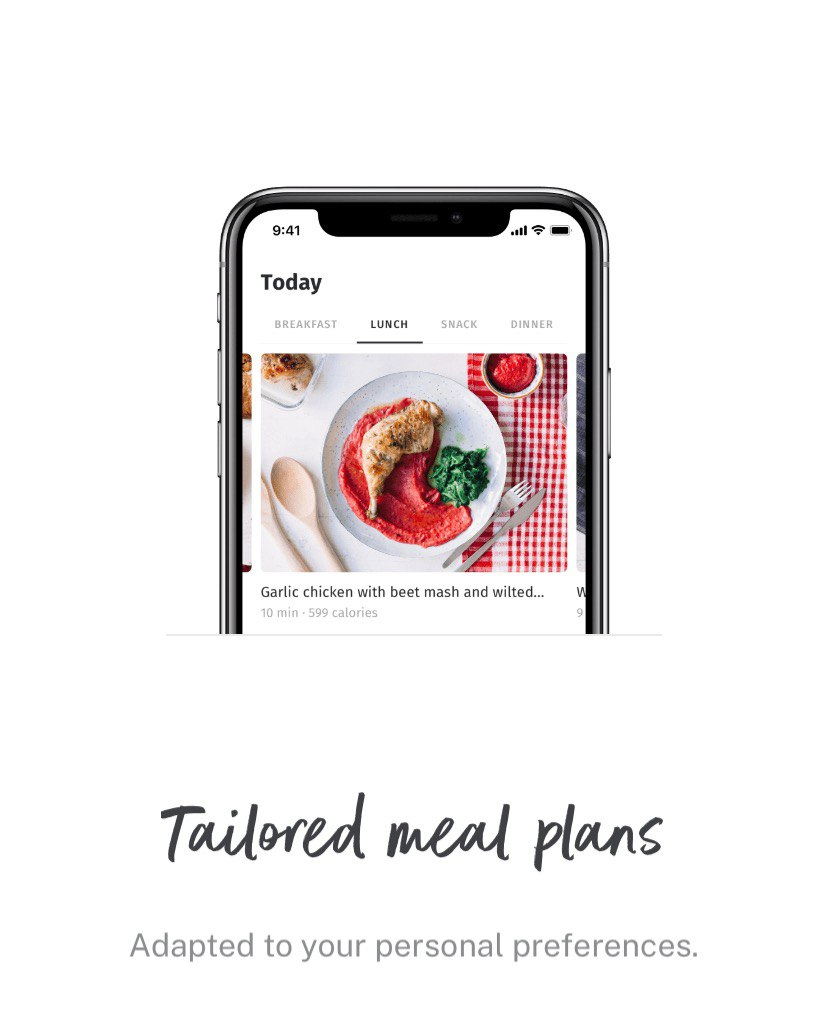 9:41
Today
BREAKFAST LUNCH SNACK DINNER
Garlic chicken with beet mash and wilted... W
10 min · 599 calories 9
Tailored meal plans
Adapted to your personal preferences.